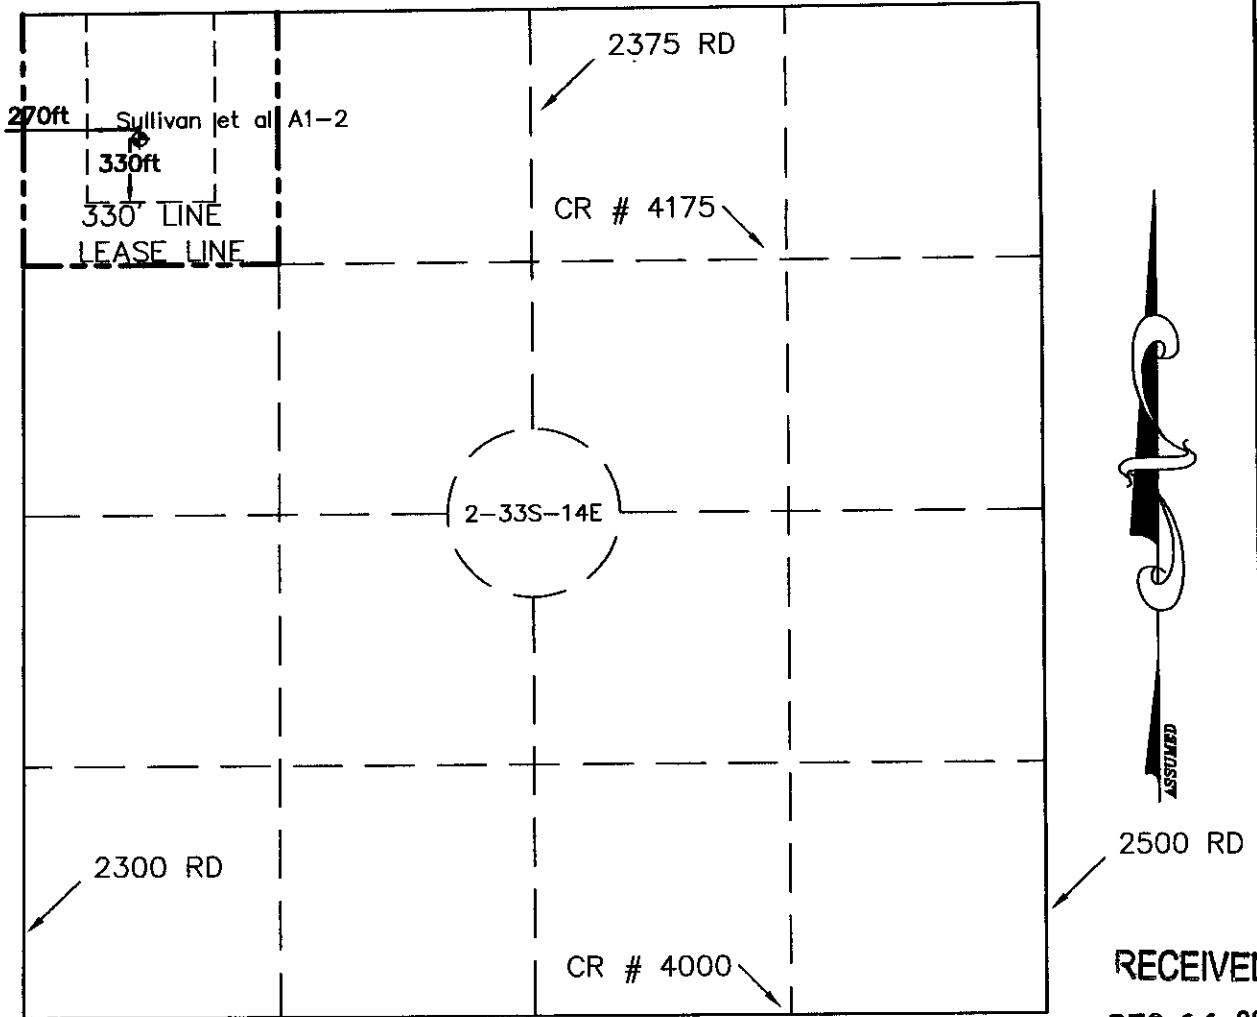 2375 RD
270ft
Sullivan et al A1-2
330ft
330' LINE
LEASE LINE
CR # 4175
2-33S-14E
ASSUMED
2300 RD
2500 RD
CR # 4000
RECEIVED